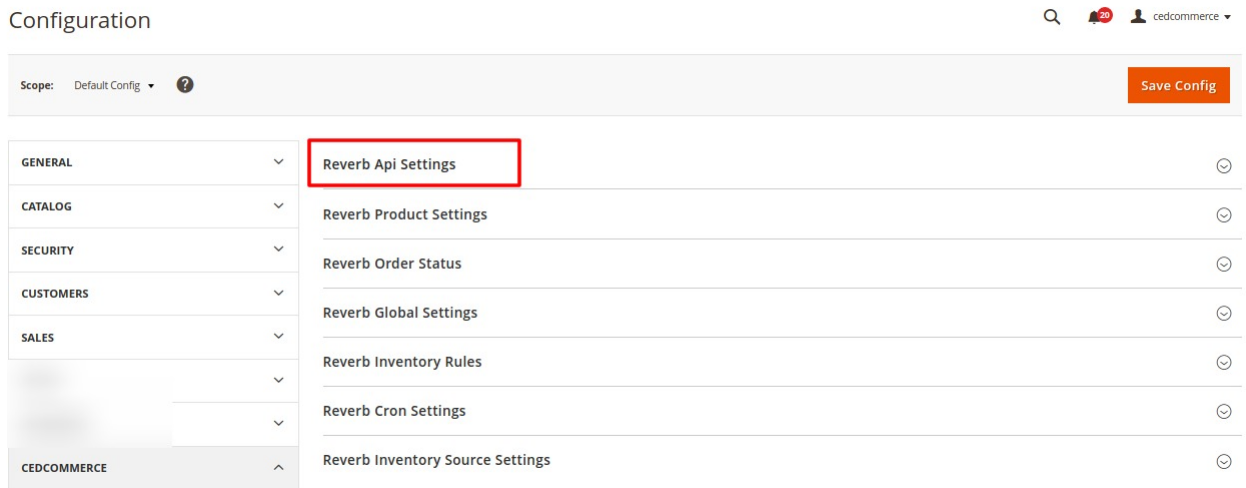 Configuration
20
cedcommerce
Scope: Default Config ?
Save Config
GENERAL
CATALOG
SECURITY
CUSTOMERS
SALES
CEDCOMMERCE
Reverb Api Settings
Reverb Product Settings
Reverb Order Status
Reverb Global Settings
Reverb Inventory Rules
Reverb Cron Settings
Reverb Inventory Source Settings